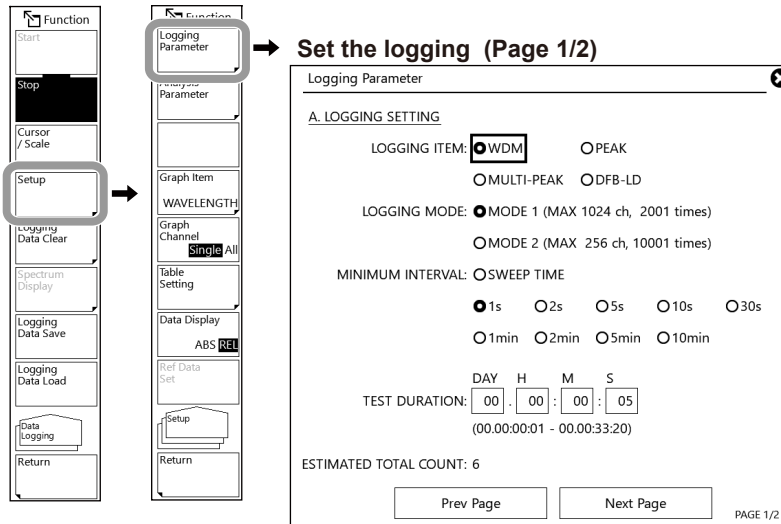 Function
Start
Stop
Cursor
/ Scale
Setup
Logging
Data Clear
Spectrum
Display
Logging
Data Save
Logging
Data Load
Data
Logging
Return
Function
Logging
Parameter
Analysis
Parameter
Graph Item
WAVELENGTH
Graph
Channel
Single All
Table
Setting
Data Display
ABS REL
Ref Data
Set
Setup
Return
Set the logging (Page 1/2)
Logging Parameter
A. LOGGING SETTING
LOGGING ITEM: WDM PEAK
MULTI-PEAK DFB-LD
LOGGING MODE: MODE 1 (MAX 1024 ch, 2001 times)
MODE 2 (MAX 256 ch, 10001 times)
MINIMUM INTERVAL: SWEEP TIME
1s 2s 5s 10s 30s
1min 2min 5min 10min
DAY H M S
TEST DURATION: 00 . 00 : 00 : 05
(00.00:00:01 - 00.00:33:20)
ESTIMATED TOTAL COUNT: 6
Prev Page Next Page
PAGE 1/2